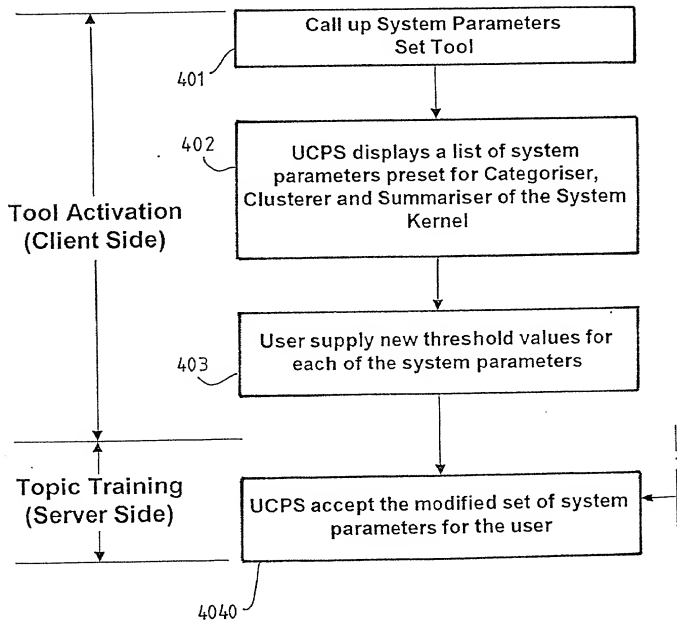 Call up System Parameters
Set Tool
401
402
UCPS displays a list of system
parameters preset for Categoriser,
Clusterer and Summariser of the System
Kernel
Tool Activation
(Client Side)
User supply new threshold values for
each of the system parameters
403
Topic Training
(Server Side)
UCPS accept the modified set of system
parameters for the user
4040